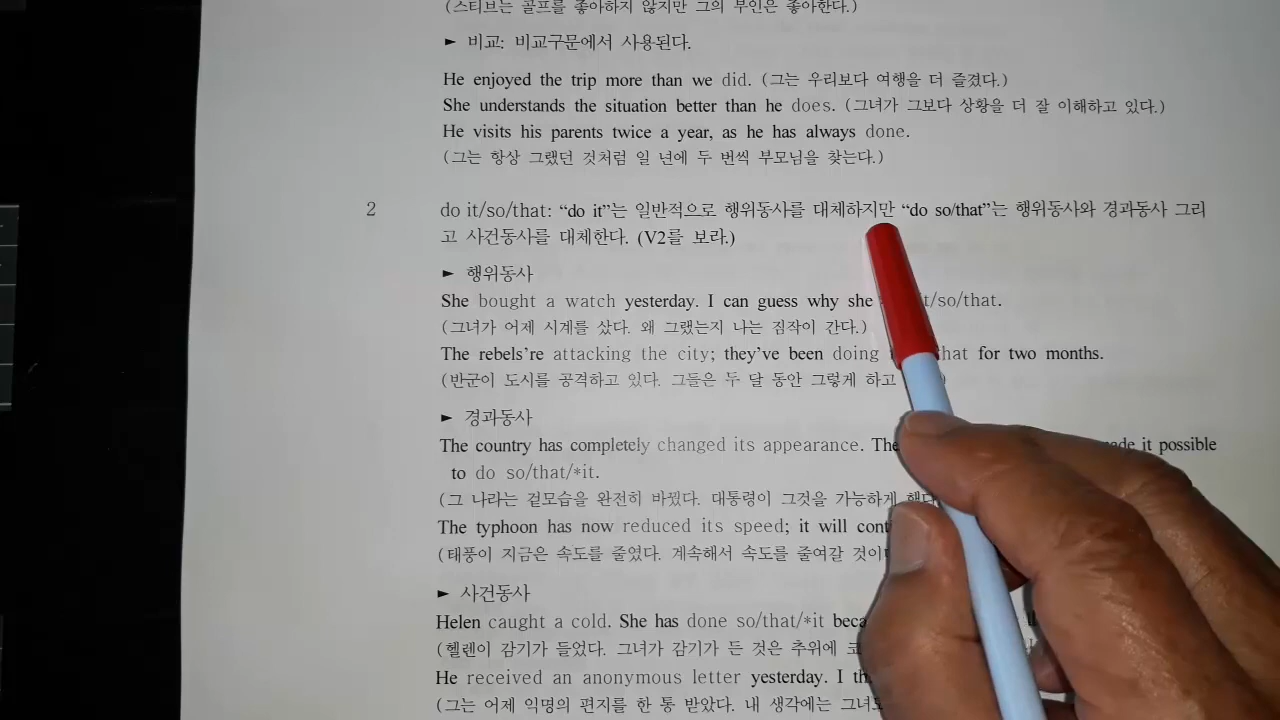 (스티브는 골프를 좋아하지 않지만 그의 부인은 좋아한다.)
► 비교: 비교구문에서 사용된다.
He enjoyed the trip more than we did. (그는 우리보다 여행을 더 즐겼다.)
She understands the situation better than he does. (그녀가 그보다 상황을 더 잘 이해하고 있다.)
He visits his parents twice a year, as he has always done.
(그는 항상 그랬던 것처럼 일 년에 두 번씩 부모님을 찾는다.)
2 do it/so/that: “do it”는 일반적으로 행위동사를 대체하지만 “do so/that”는 행위동사와 경과동사 그리
고 사건동사를 대체한다. (V2를 보라.)
► 행위동사
She bought a watch yesterday. I can guess why she it/so/that.
(그녀가 어제 시계를 샀다. 왜 그랬는지 나는 짐작이 간다.)
The rebels’re attacking the city; they’ve been doing that for two months.
(반군이 도시를 공격하고 있다. 그들은 두 달 동안 그렇게 하고
► 경과동사
The country has completely changed its appearance. The made it possible
to do so/that/*it.
(그 나라는 겉모습을 완전히 바꿨다. 대통령이 그것을 가능하게 했다
The typhoon has now reduced its speed; it will
(태풍이 지금은 속도를 줄었다. 계속해서 속도를 줄여갈
► 사건동사
Helen caught a cold. She has done so/that/*it
(헬렌이 감기가 들었다. 그녀가 감기가 든 것은 추위에
He received an anonymous letter yesterday. I
(그는 어제 익명의 편지를 한 통 받았다. 내 생각에는